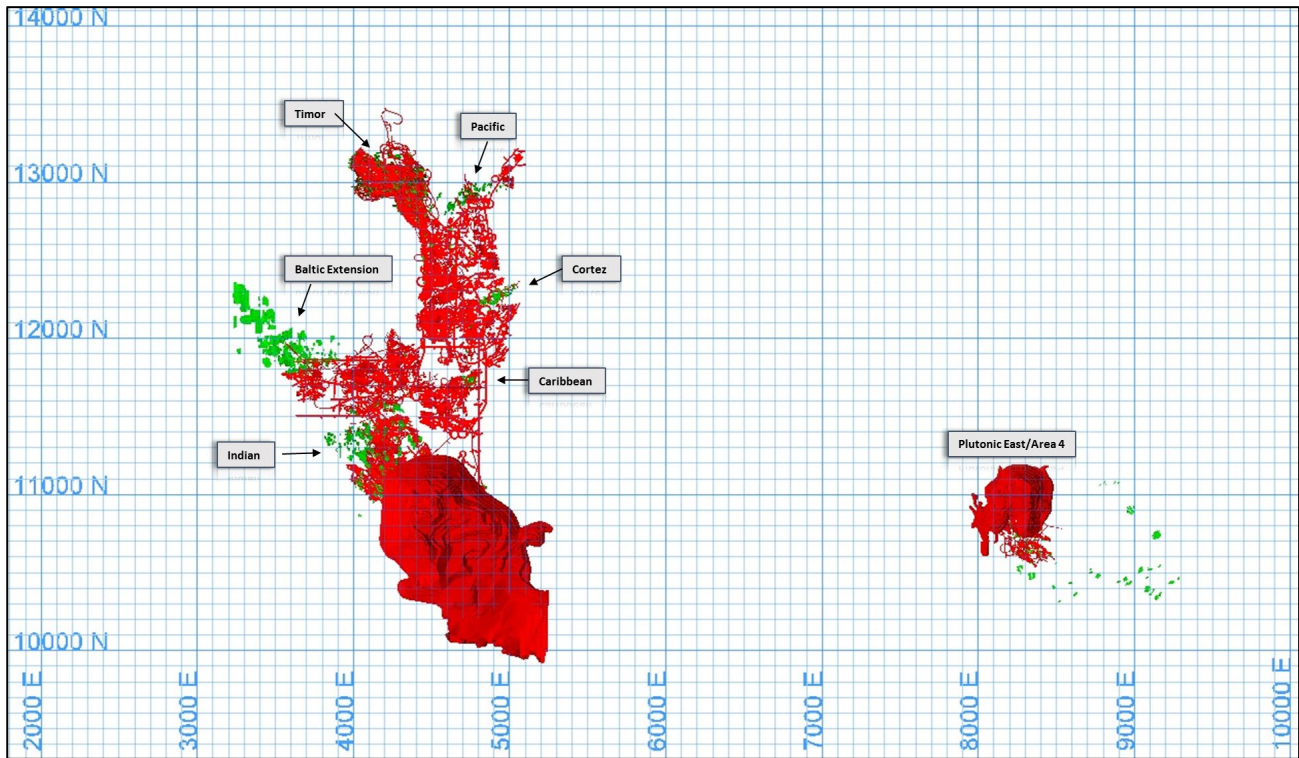 14000 N
Timor
Pacific
13000 N
Baltic Extension
Cortez
12000 N
Caribbean
Indian
Plutonic East/Area 4
11000 N
10000 N
2000 E
3000 E
4000 E
5000 E
6000 E
7000 E
8000 E
9000 E
10000 E